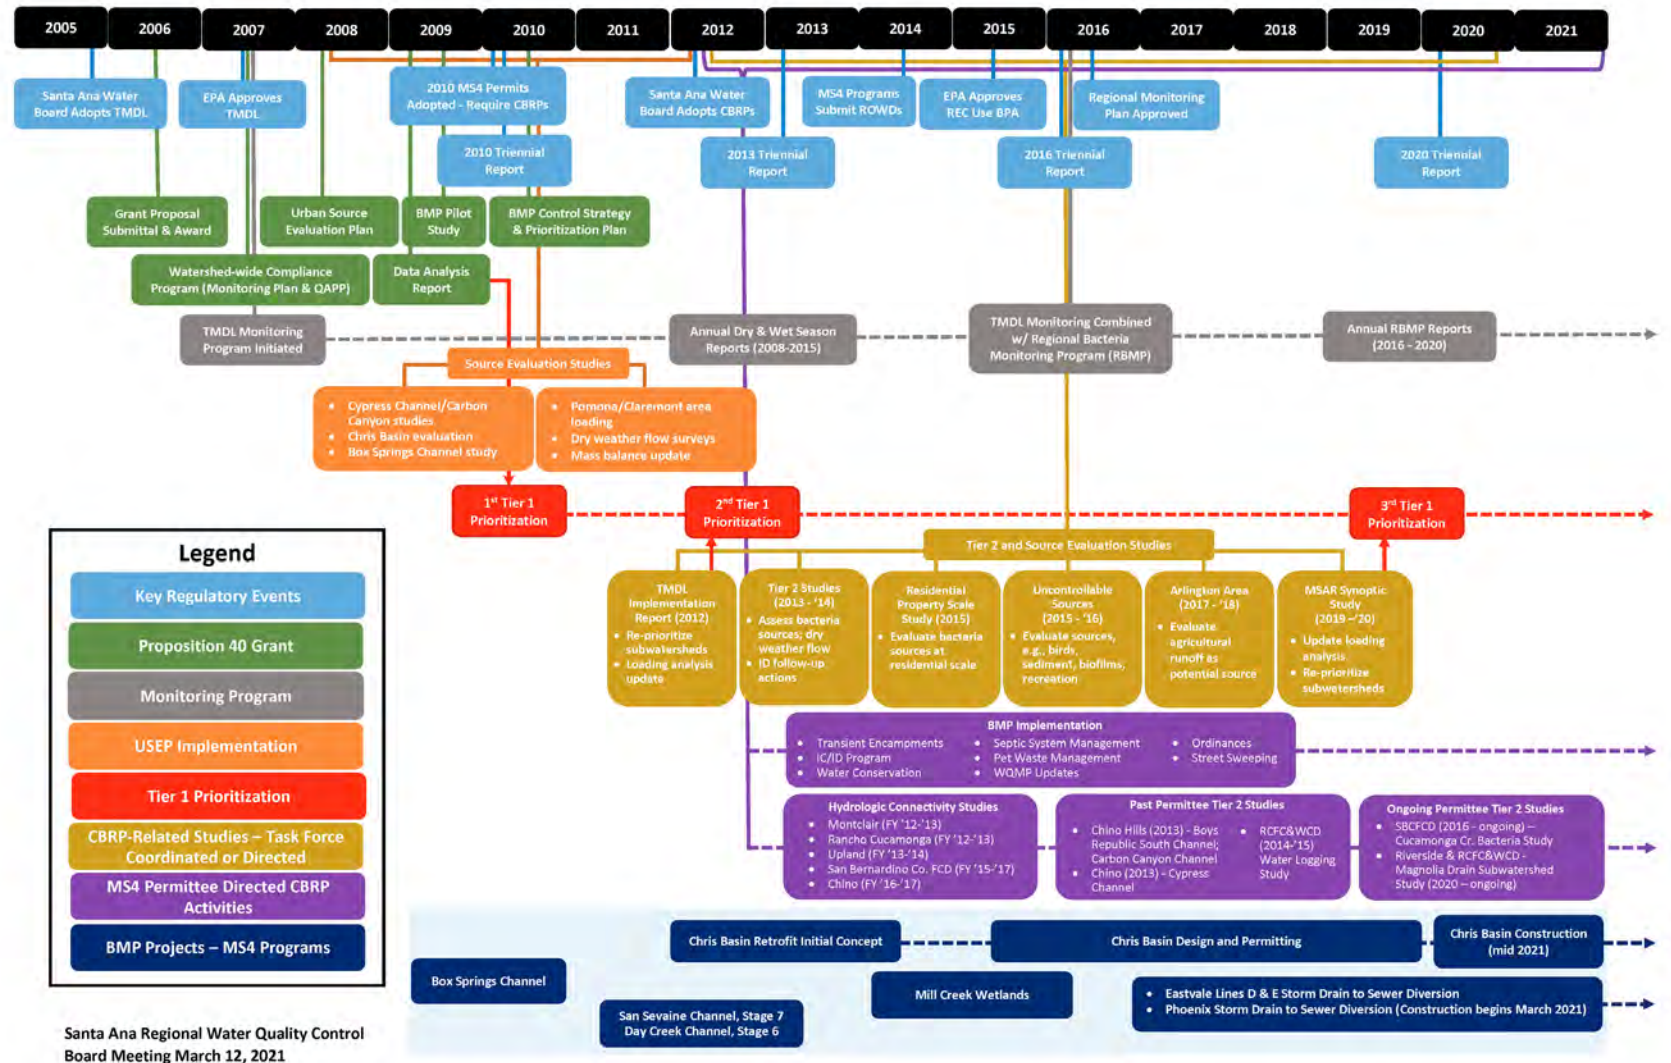 2005
2006
2007
2008
2009
2010
2011
2012
2013
2014
2015
2016
2017
2018
2019
2020
2021
Santa Ana Water
Board Adopts TMDL
EPA Approves
TMDL
2010 MS4 Permits
Adopted - Require CBRPs
Santa Ana Water
Board Adopts CBRPs
MS4 Programs
Submit ROWDs
EPA Approves
REC Use BPA
Regional Monitoring
Plan Approved
2010 Triennial
Report
2013 Triennial
Report
2016 Triennial
Report
2020 Triennial
Report
Grant Proposal
Submittal & Award
Urban Source
Evaluation Plan
BMP Pilot
Study
BMP Control Strategy
& Prioritization Plan
Watershed-wide Compliance
Program (Monitoring Plan & QAPP)
Data Analysis
Report
TMDL Monitoring
Program Initiated
Annual Dry & Wet Season
Reports (2008-2015)
TMDL Monitoring Combined
w/ Regional Bacteria
Monitoring Program (RBMP)
Annual RBMP Reports
(2016 - 2020)
Source Evaluation Studies
• Cypress Channel/Carbon
Canyon studies
• Chris Basin evaluation
• Box Springs Channel study
• Pomona/Claremont area
loading
• Dry weather flow surveys
• Mass balance update
1st Tier 1
Prioritization
2nd Tier 1
Prioritization
3rd Tier 1
Prioritization
Tier 2 and Source Evaluation Studies
TMDL
Implementation
Report (2012)
• Re-prioritize
subwatersheds
• Loading analysis
update
Tier 2 Studies
(2013 - '14)
• Assess bacteria
sources; dry
weather flow
• ID follow-up
actions
Residential
Property Scale
Study (2015)
• Evaluate bacteria
sources at
residential scale
Uncontrollable
Sources
(2015 - '16)
• Evaluate sources,
e.g., birds,
sediment, biofilms,
recreation
Arlington Area
(2017 - '18)
• Evaluate
agricultural
runoff as
potential source
MSAR Synoptic
Study
(2019 –'20)
• Update loading
analysis
• Re-prioritize
subwetersheds
BMP Implementation
• Transient Encampments
• IC/ID Program
• Water Conservation
• Septic System Management
• Pet Waste Management
• WQMP Updates
• Ordinances
• Street Sweeping
Hydrologic Connectivity Studies
• Montclair (FY '12-'13)
• Rancho Cucamonga (FY '12-'13)
• Upland (FY '13-'14)
• San Bernardino Co. FCD (FY '15-'17)
• Chino (FY '16-'17)
Past Permittee Tier 2 Studies
• Chino Hills (2013) - Boys
Republic South Channel;
Carbon Canyon Channel
• Chino (2013) - Cypress
Channel
• RCFC&WCD
(2014-'15)
Water Logging
Study
Ongoing Permittee Tier 2 Studies
• SBCFCD (2016 - ongoing) –
Cucamonga Cr. Bacteria Study
• Riverside & RCFC&WCD -
Magnolia Drain Subwatershed
Study (2020 – ongoing)
Chris Basin Retrofit Initial Concept
Chris Basin Design and Permitting
Chris Basin Construction
(mid 2021)
Box Springs Channel
San Sevaine Channel, Stage 7
Day Creek Channel, Stage 6
Mill Creek Wetlands
• Eastvale Lines D & E Storm Drain to Sewer Diversion
• Phoenix Storm Drain to Sewer Diversion (Construction begins March 2021)
Legend
Key Regulatory Events
Proposition 40 Grant
Monitoring Program
USEP Implementation
Tier 1 Prioritization
CBRP-Related Studies – Task Force
Coordinated or Directed
MS4 Permittee Directed CBRP
Activities
BMP Projects – MS4 Programs
Santa Ana Regional Water Quality Control
Board Meeting March 12, 2021